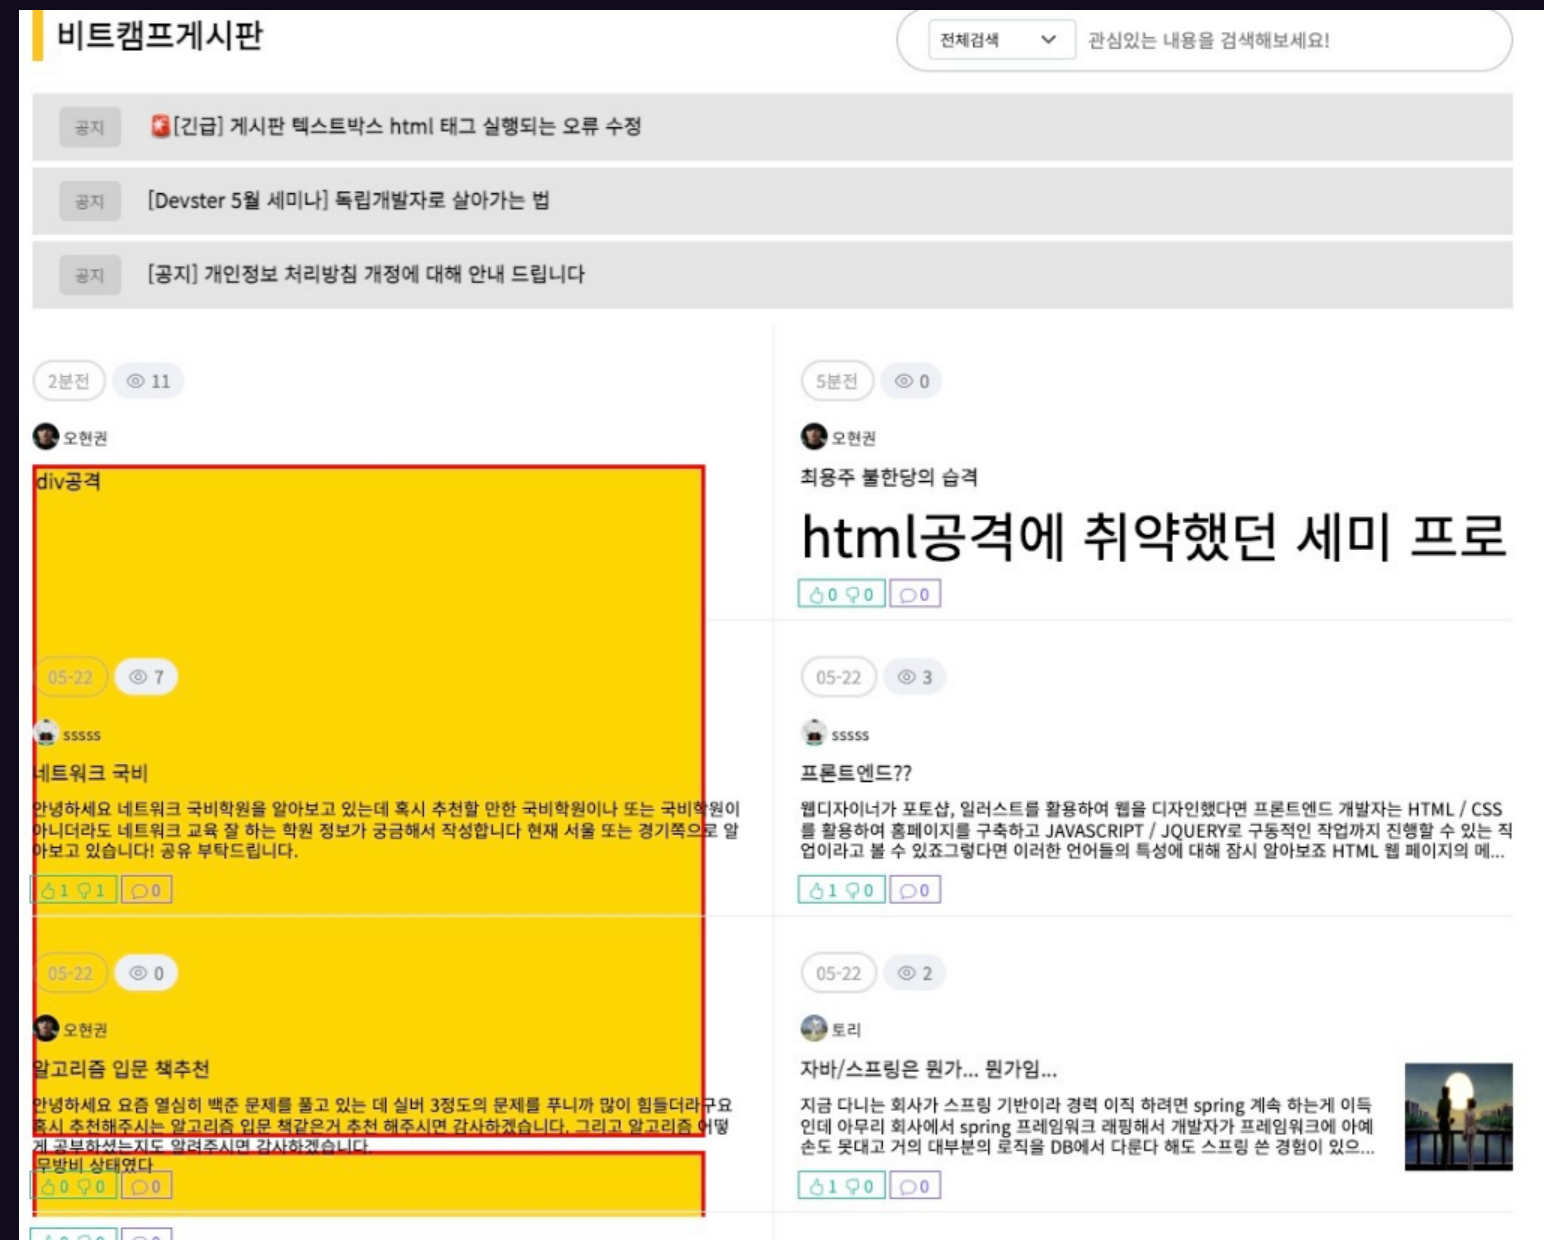 비트캠프게시판
전체검색 관심있는 내용을 검색해보세요!
공지 [긴급] 게시판 텍스트박스 html 태그 실행되는 오류 수정
공지 [Devster 5월 세미나] 독립개발자로 살아가는 법
공지 [공지] 개인정보 처리방침 개정에 대해 안내 드립니다
2분전 11
오현권
div공격
5분전 0
오현권
최용주 불한당의 습격
html공격에 취약했던 세미 프로
0 0 0
05-22 7
sssss
네트워크 국비
안녕하세요 네트워크 국비학원을 알아보고 있는데 혹시 추천할 만한 국비학원이나 또는 국비학원이
아니더라도 네트워크 교육 잘 하는 학원 정보가 궁금해서 작성합니다 현재 서울 또는 경기쪽으로 알
아보고 있습니다! 공유 부탁드립니다.
1 1 0
05-22 3
sssss
프론트엔드??
웹디자이너가 포토샵, 일러스트를 활용하여 웹을 디자인했다면 프론트엔드 개발자는 HTML / CSS
를 활용하여 홈페이지를 구축하고 JAVASCRIPT / JQUERY로 구동적인 작업까지 진행할 수 있는 직
업이라고 볼 수 있죠그렇다면 이러한 언어들의 특성에 대해 잠시 알아보죠 HTML 웹 페이지의 메...
1 0 0
05-22 0
오현권
알고리즘 입문 책추천
안녕하세요 요즘 열심히 백준 문제를 풀고 있는 데 실버 3정도의 문제를 푸니까 많이 힘들더라구요
혹시 추천해주시는 알고리즘 입문 책같은거 추천 해주시면 감사하겠습니다. 그리고 알고리즘 어떻
게 공부하셨는지도 알려주시면 감사하겠습니다.
무방비 상태였다
0 0 0
05-22 2
토리
자바/스프링은 뭔가... 뭔가임...
지금 다니는 회사가 스프링 기반이라 경력 이직 하려면 spring 계속 하는게 이득
인데 아무리 회사에서 spring 프레임워크 래핑해서 개발자가 프레임워크에 아예
손도 못대고 거의 대부분의 로직을 DB에서 다룬다 해도 스프링 쓴 경험이 있으...
1 0 0